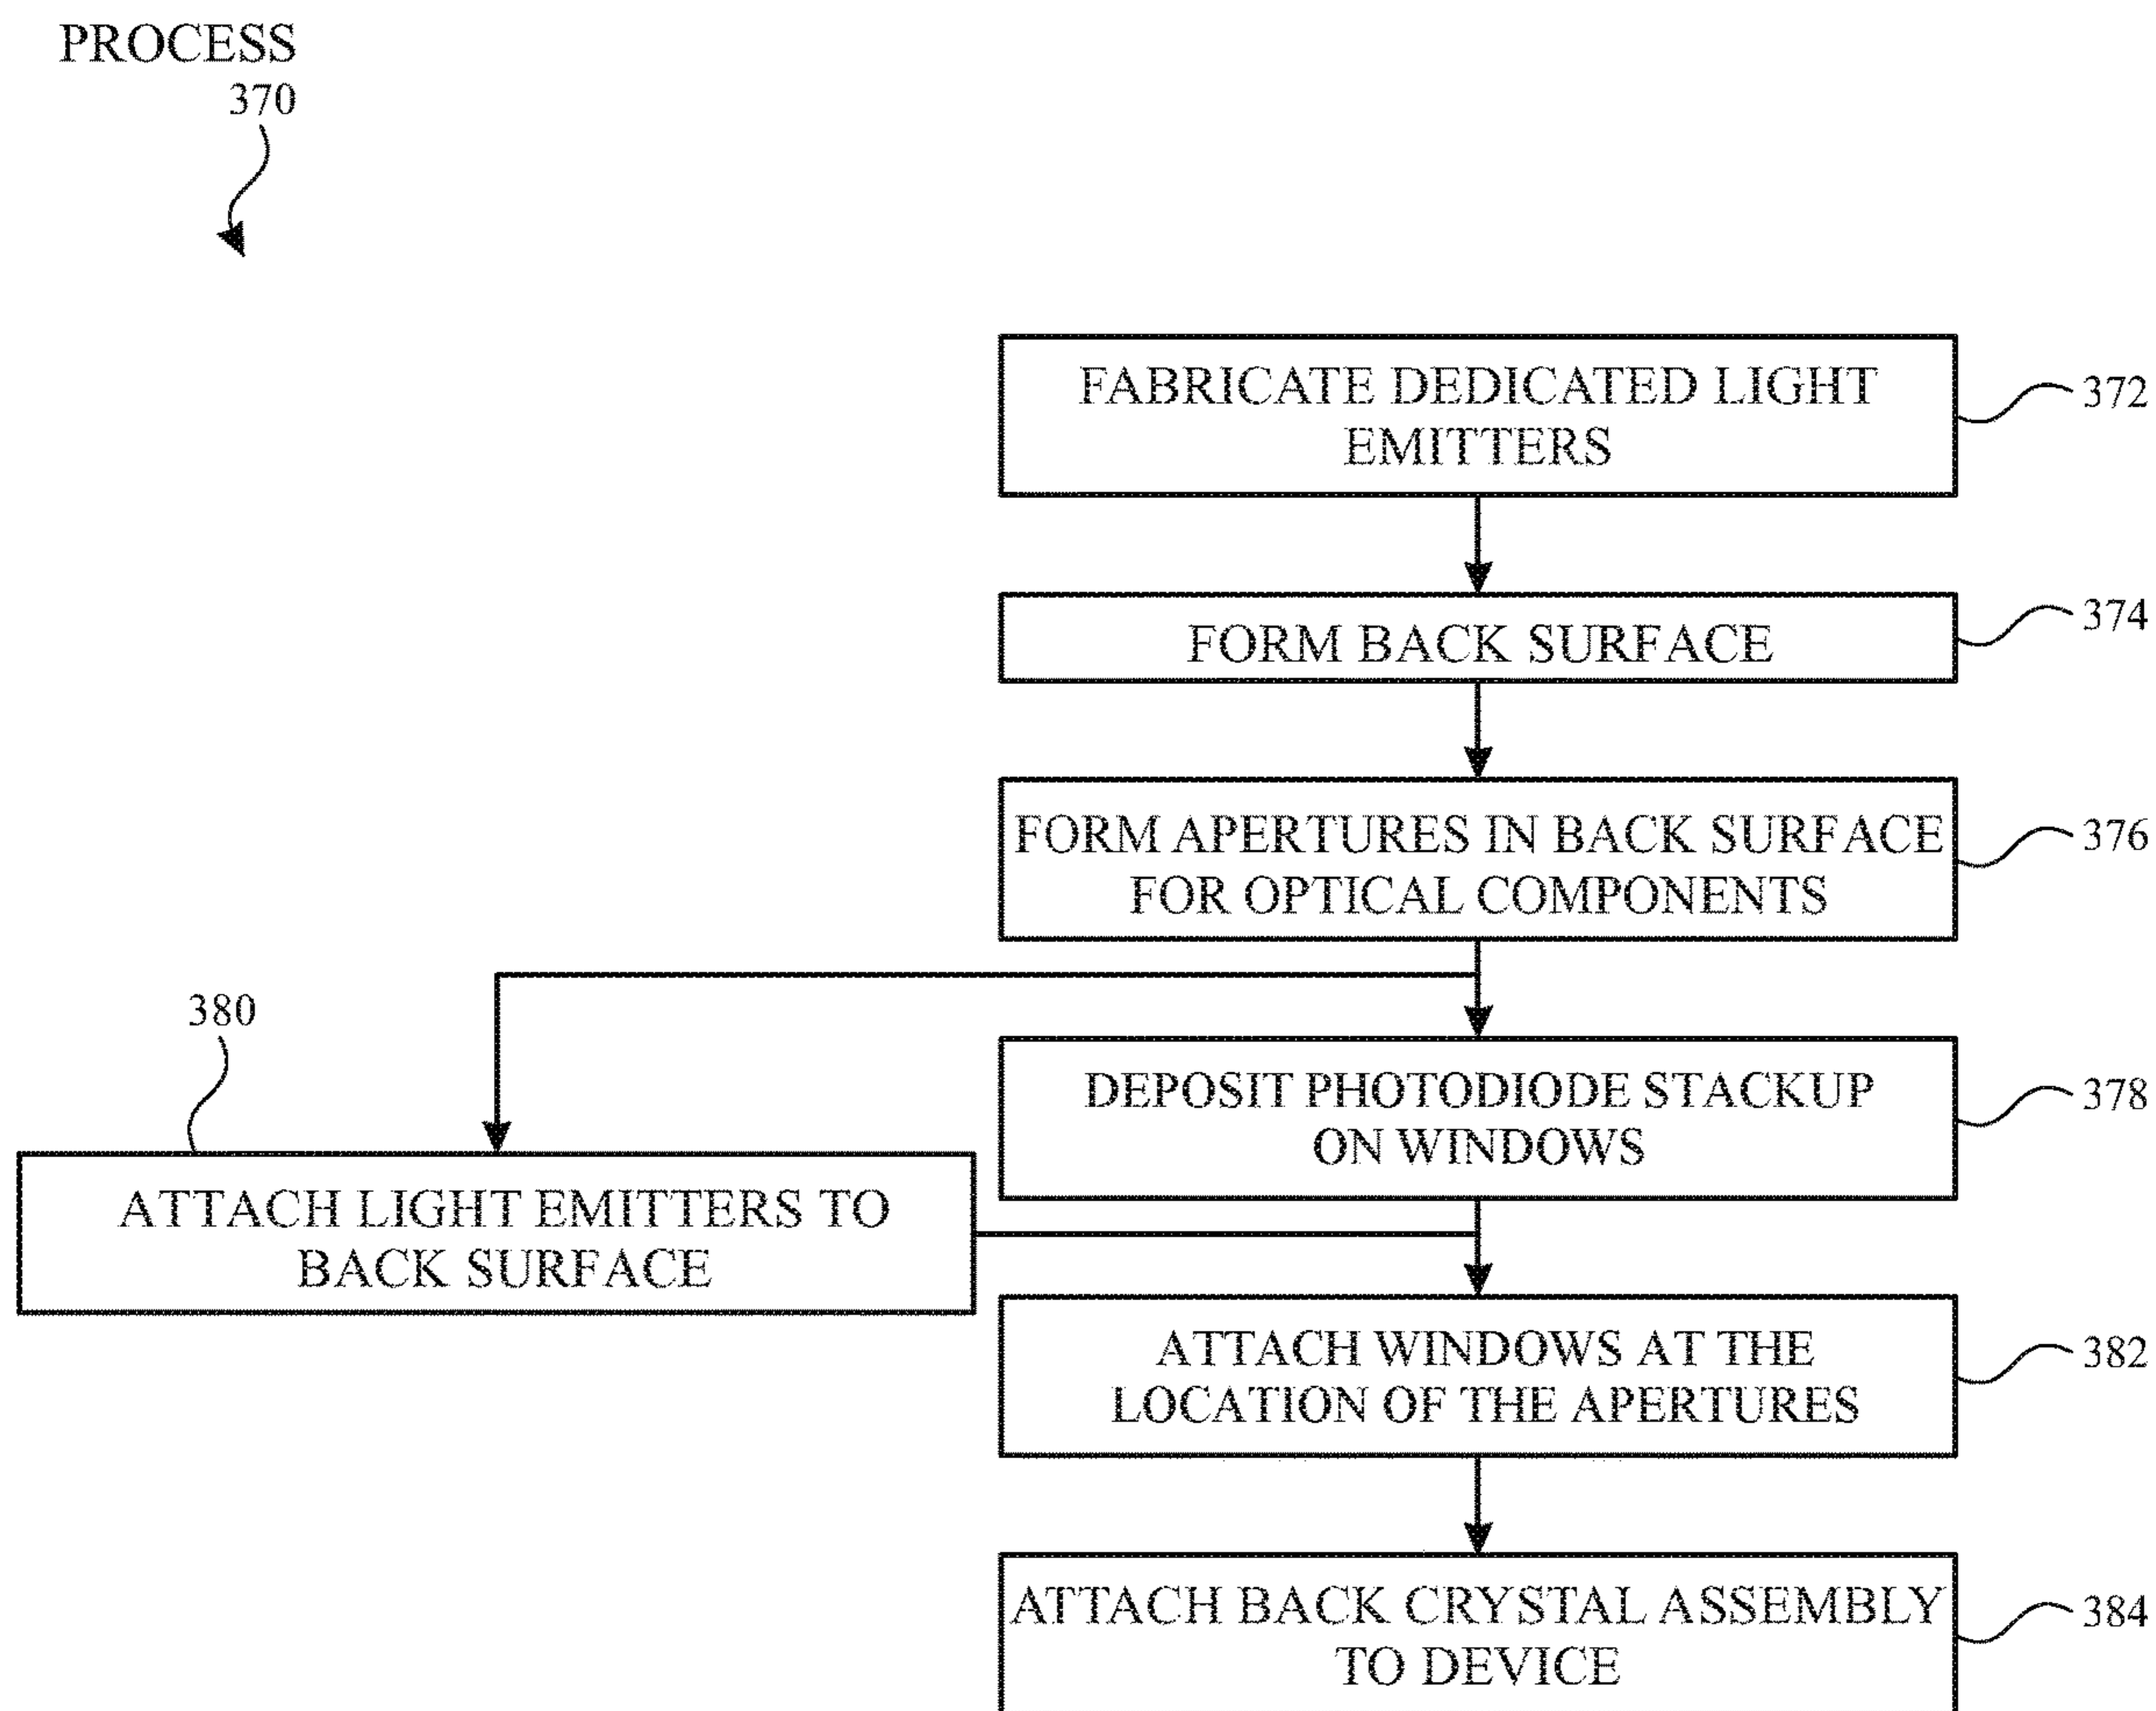 PROCESS
370
FABRICATE DEDICATED LIGHT
EMITTERS
372
FORM BACK SURFACE
374
FORM APERTURES IN BACK SURFACE
FOR OPTICAL COMPONENTS
376
380
DEPOSIT PHOTODIODE STACKUP
ON WINDOWS
378
ATTACH LIGHT EMITTERS TO
BACK SURFACE
ATTACH WINDOWS AT THE
LOCATION OF THE APERTURES
382
ATTACH BACK CRYSTAL ASSEMBLY
TO DEVICE
384